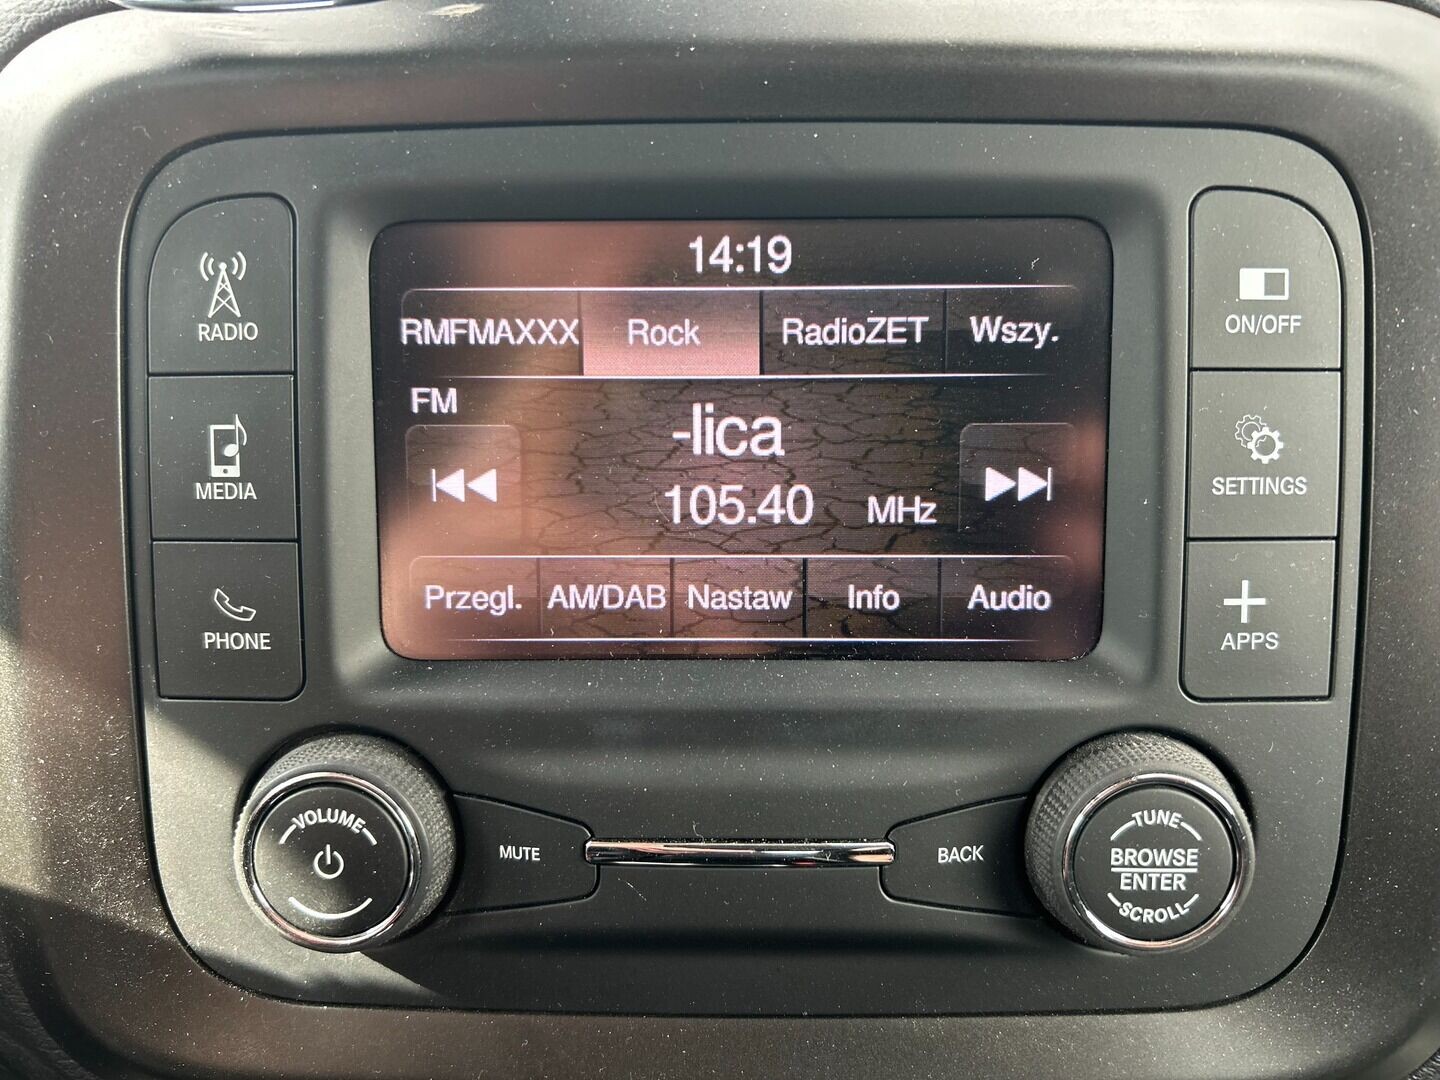 14:19
RMFMAXXX Rock RadioZET Wszy.
FM
-lica
105.40 MHz
Przegl. AM/DAB Nastaw Info Audio
RADIO
MEDIA
PHONE
ON/OFF
SETTINGS
APPS
VOLUME
MUTE
BACK
TUNE
BROWSE
ENTER
SCROLL